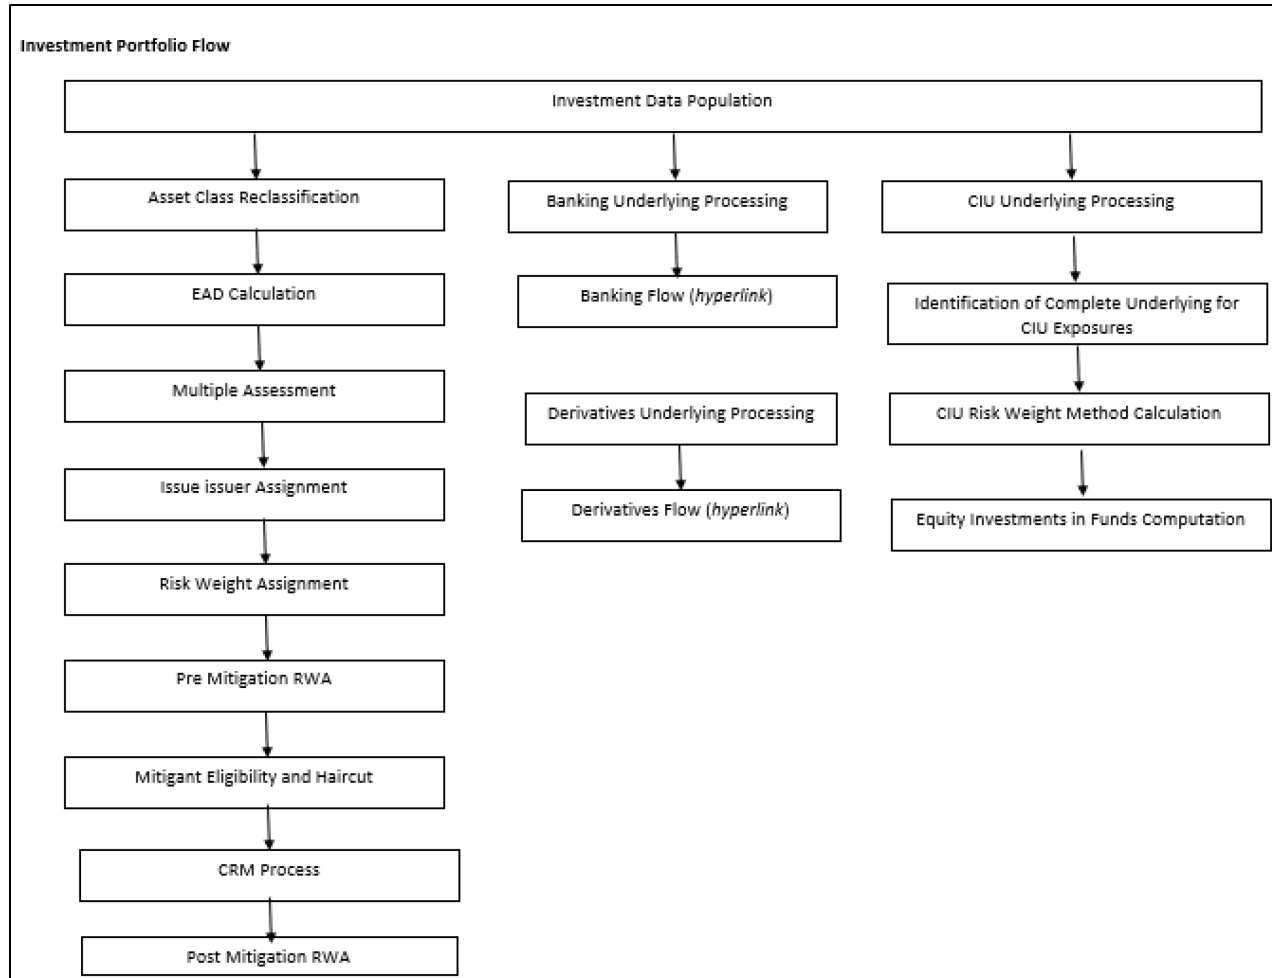 Investment Portfolio Flow
Investment Data Population
Asset Class Reclassification
EAD Calculation
Multiple Assessment
Issue issuer Assignment
Risk Weight Assignment
Pre Mitigation RWA
Mitigant Eligibility and Haircut
CRM Process
Post Mitigation RWA
Banking Underlying Processing
Banking Flow (hyperlink)
Derivatives Underlying Processing
Derivatives Flow (hyperlink)
CIU Underlying Processing
Identification of Complete Underlying for
CIU Exposures
CIU Risk Weight Method Calculation
Equity Investments in Funds Computation